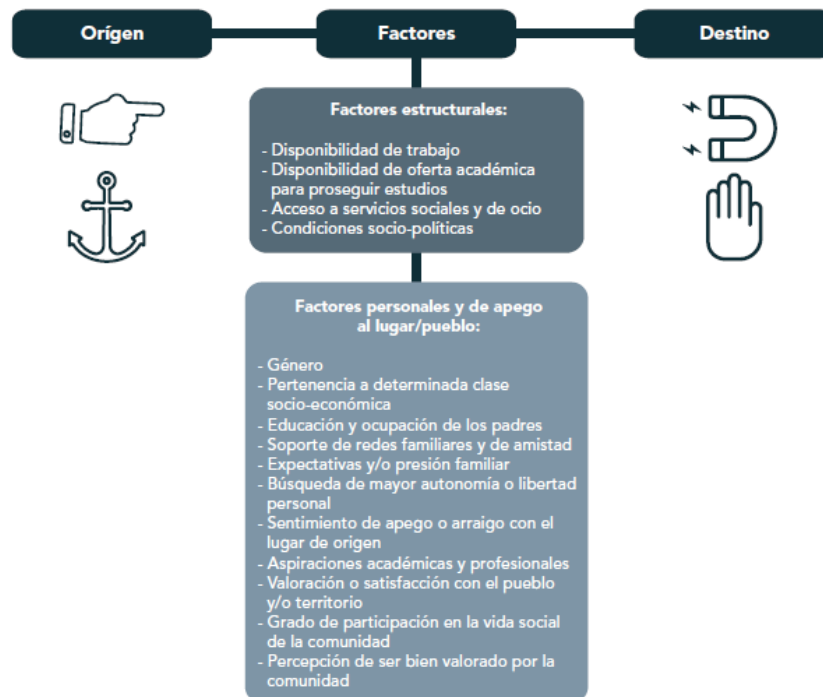 Orígen
Factores
Destino
Factores estructurales:
- Disponibilidad de trabajo
- Disponibilidad de oferta académica
para proseguir estudios
- Acceso a servicios sociales y de ocio
- Condiciones socio-políticas
Factores personales y de apego
al lugar/pueblo:
- Género
- Pertenencia a determinada clase
socio-económica
- Educación y ocupación de los padres
- Soporte de redes familiares y de amistad
- Expectativas y/o presión familiar
- Búsqueda de mayor autonomía o libertad
personal
- Sentimiento de apego o arraigo con el
lugar de origen
- Aspiraciones académicas y profesionales
- Valoración o satisfacción con el pueblo
y/o territorio
- Grado de participación en la vida social
de la comunidad
- Percepción de ser bien valorado por la
comunidad